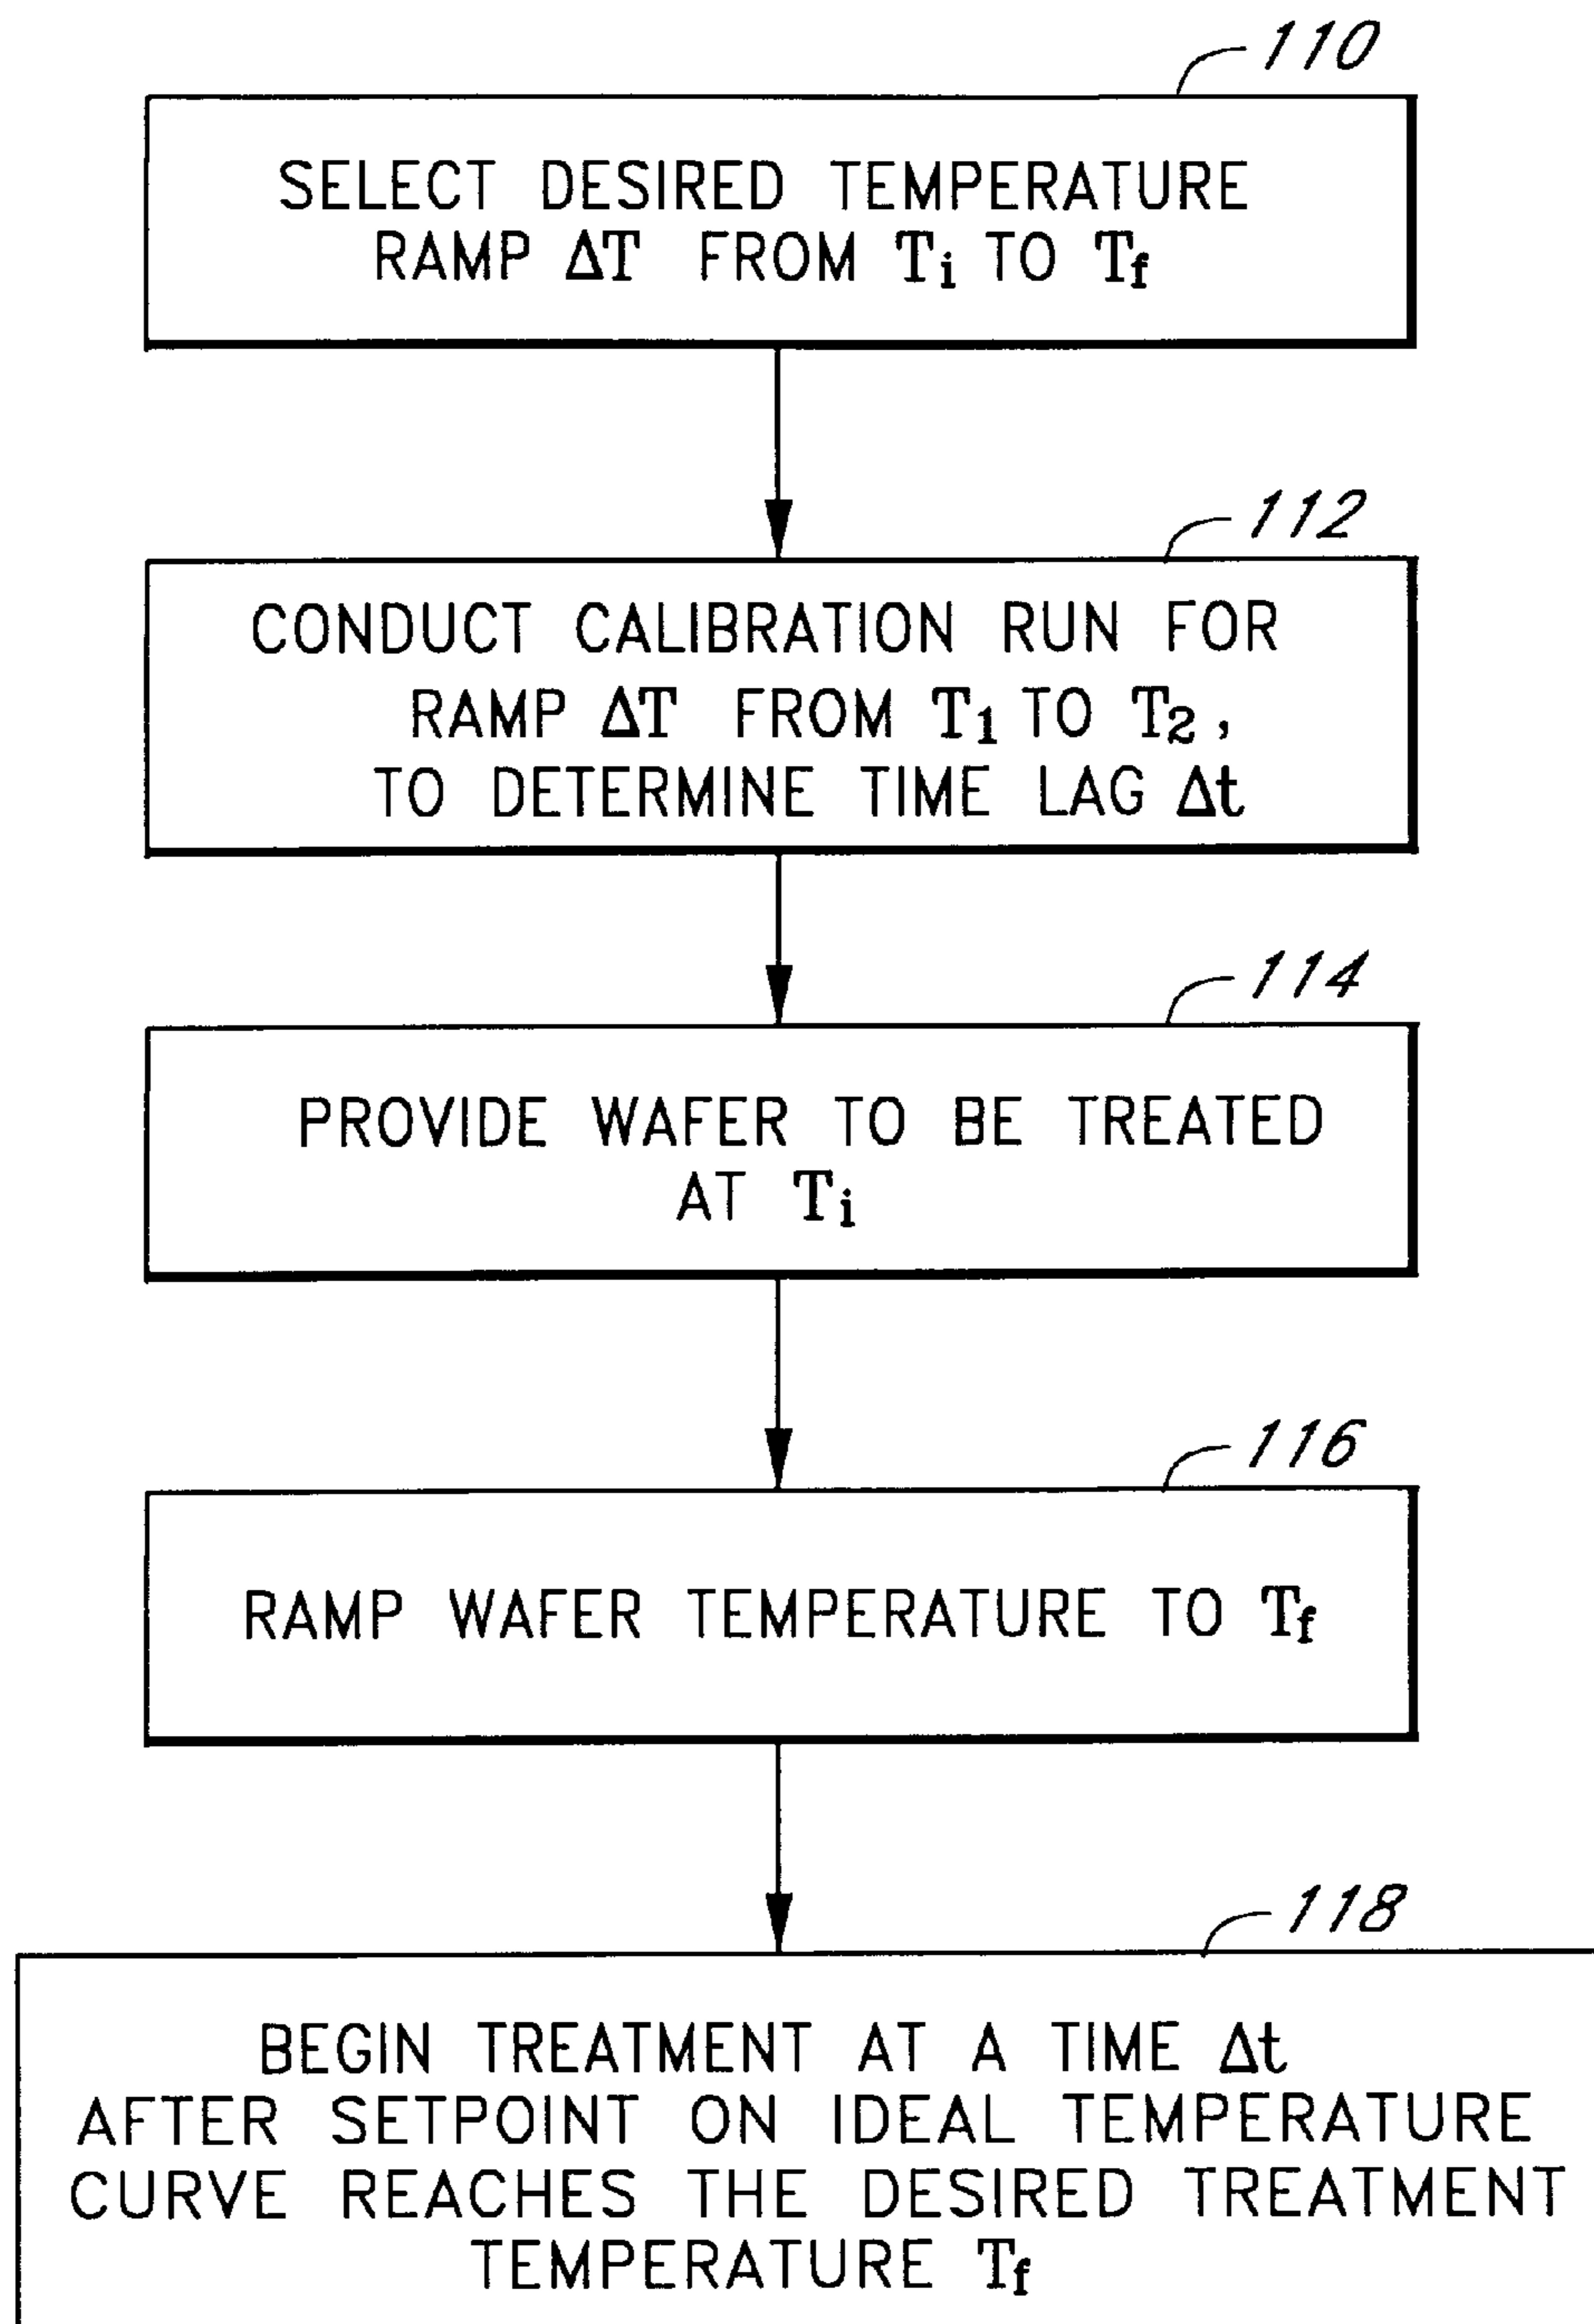 110
SELECT DESIRED TEMPERATURE
RAMP ΔT FROM Ti TO Tf
112
CONDUCT CALIBRATION RUN FOR
RAMP ΔT FROM T1 TO T2,
TO DETERMINE TIME LAG Δt
114
PROVIDE WAFER TO BE TREATED
AT Ti
116
RAMP WAFER TEMPERATURE TO Tf
118
BEGIN TREATMENT AT A TIME Δt
AFTER SETPOINT ON IDEAL TEMPERATURE
CURVE REACHES THE DESIRED TREATMENT
TEMPERATURE Tf